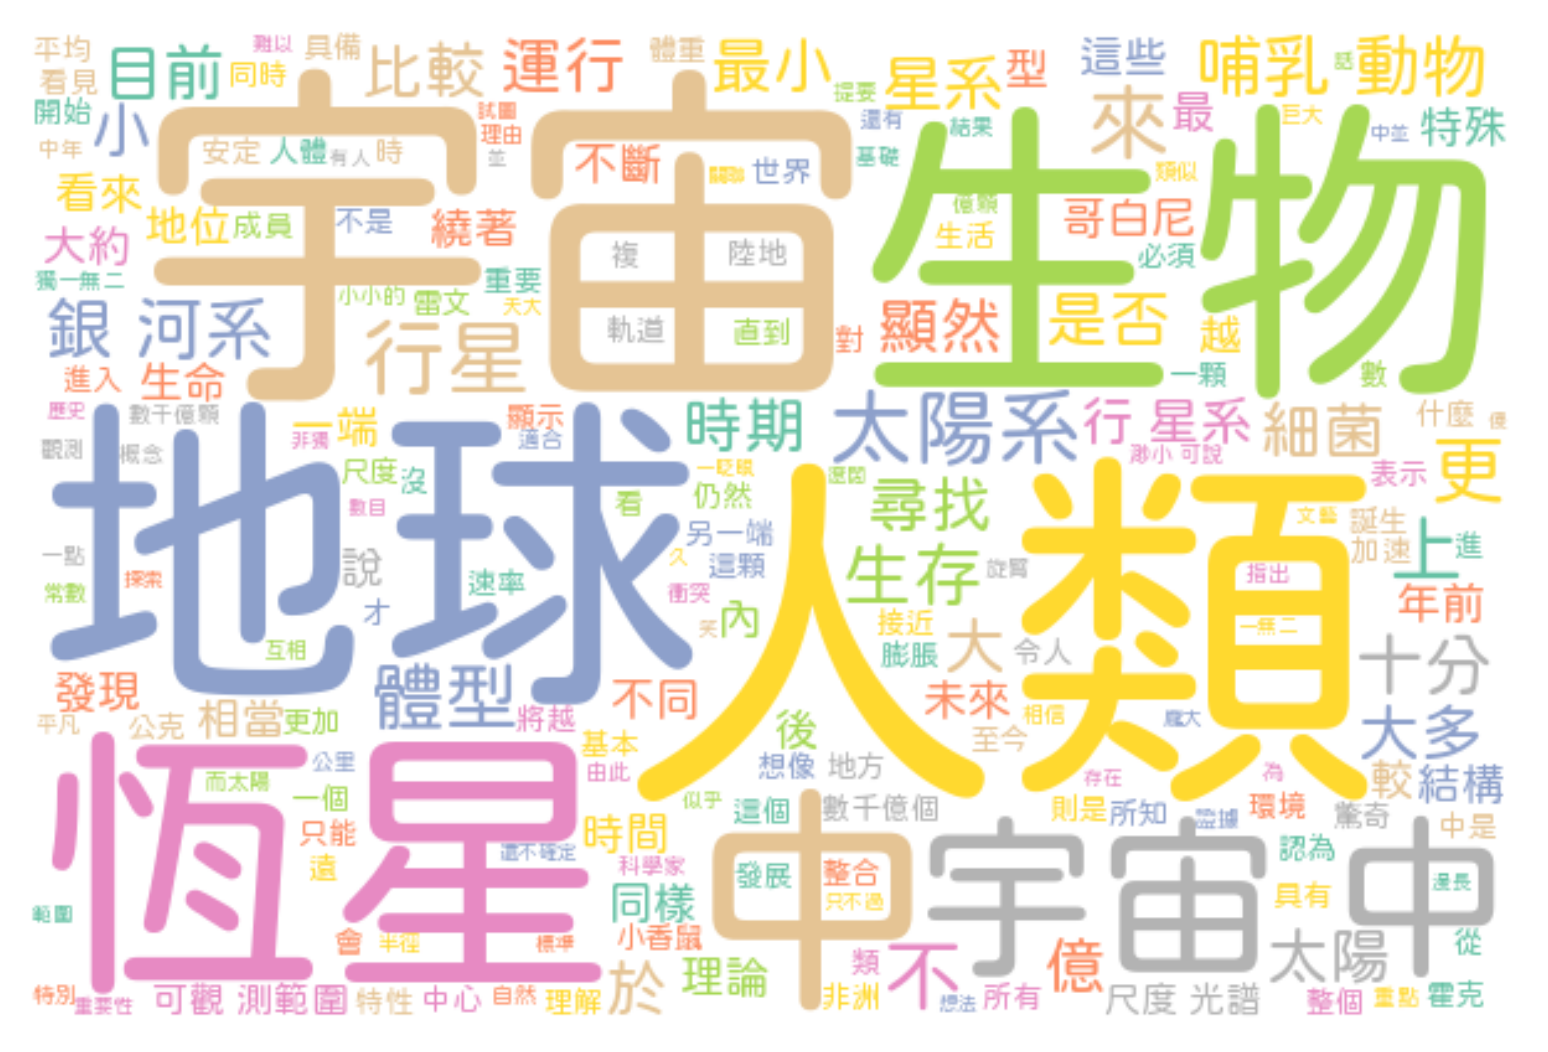 平均 難以 具備 體重 最小 這些 哺乳 動物
看見 目前 同時 比較 運行 提要 星系 型 話
開始 小 試圖 理由 還有 結果 來 最 巨大 中並 特殊
中年 安定 人體 有人 時 並 不斷 世界 基礎 類似
宇宙 生物
看來 地位 成員 不是 繞著 億顆 生活 哥白尼
大約 複 陸地 必須
獨一無二 小小的 雷文 重要 天大
銀 河系 行星 軌道 直到 對 顯然 是否 越
進入 生命 一顆 數
歷史 數千億顆 一端 顯示 時期 太陽系 行 星系 細菌 什麼 億
觀測 概念 非獨 適合 渺小 可說 更
尺度 沒 一眨眼 遼闊 表示
數目 看 仍然 尋找 文藝 誕生
地球 人類
一點 說 另一端 加速 上 進
常數 探索 速率 久 這顆 生存 旋臂 指出
才 衝突 接近 年前
互相 笑 內 膨脹 大 令人 一無二 十分
發現 體型 不同 未來 相信 龐大
平凡 公克 相當 更加 將越 後 至今 大多
基本
公里 由此 想像 地方 存在 為 較 結構
恆星
而太陽 一個 似乎 這個 數千億個 則是 所知 證據 環境 驚奇 中是
只能 時間 中 宇宙 中 認為
遠 還不確定 科學家 發展 整合 漫長
範圍 同樣 只不過 具有
會 半徑 標準 小香鼠 不 億 太陽 從
理論 類
特別 重要性 可觀 測範圍 特性 中心 自然 理解 於 非洲 想法 所有 尺度 光譜 整個 重點 霍克